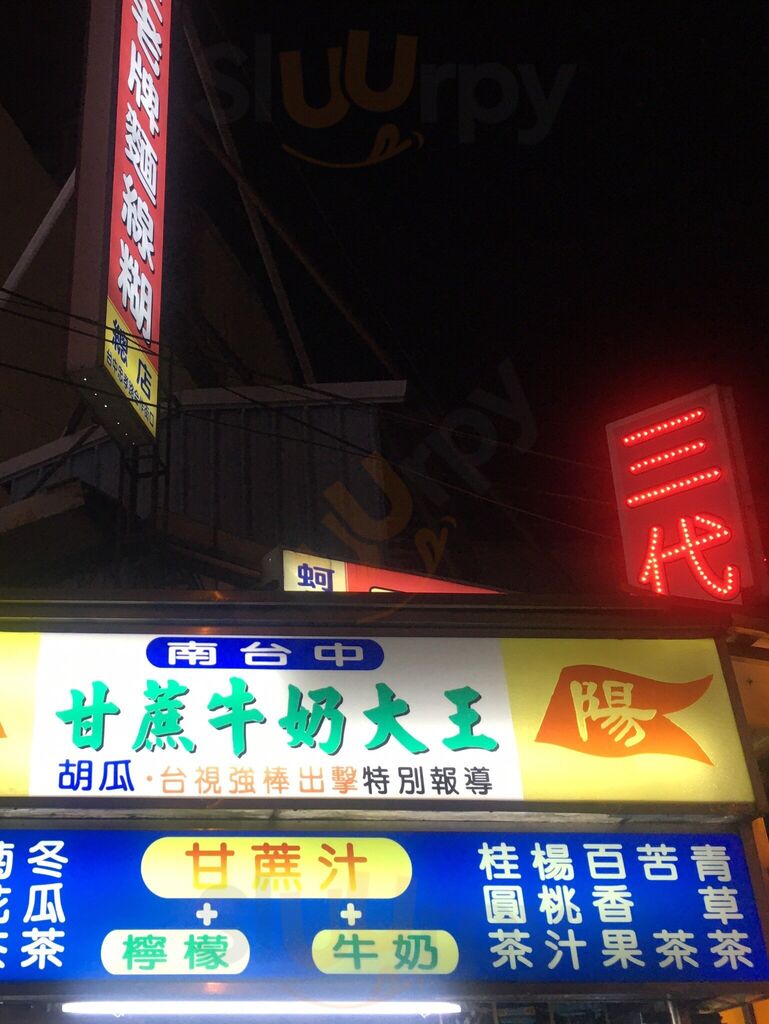 老牌麵線糊
總店
三代
蚵
南台中
甘蔗牛奶大王
胡瓜·台視強棒出擊特別報導
陽
冬瓜茶
甘蔗汁
+ +
檸檬 牛奶
青草茶
苦茶
百香果
楊桃汁
桂圓茶
Sluurpy
Sluurpy